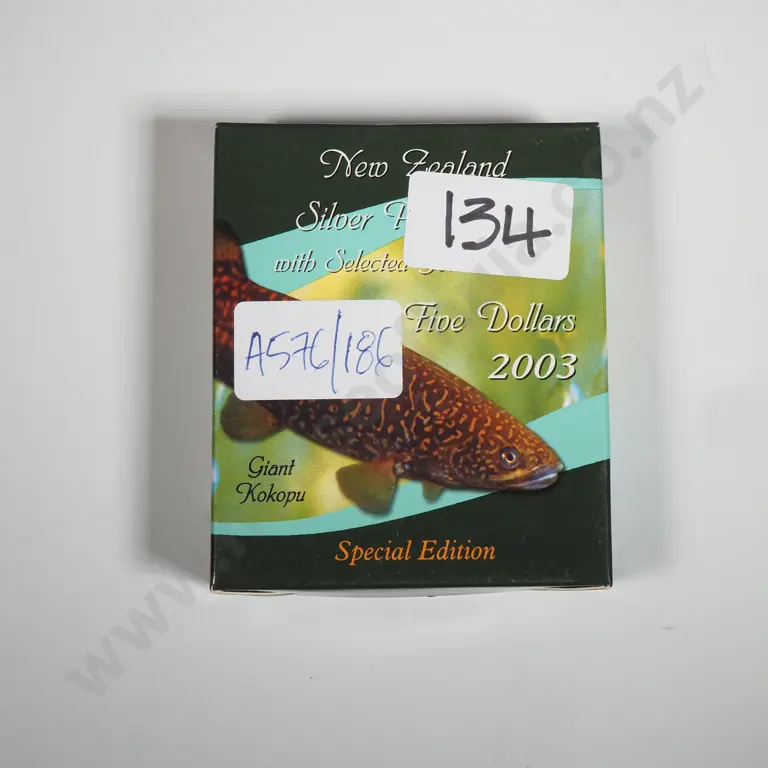 New Zealand
Silver
134
with Selected
Five Dollars
A576/186
2003
Giant
Kokopu
Special Edition